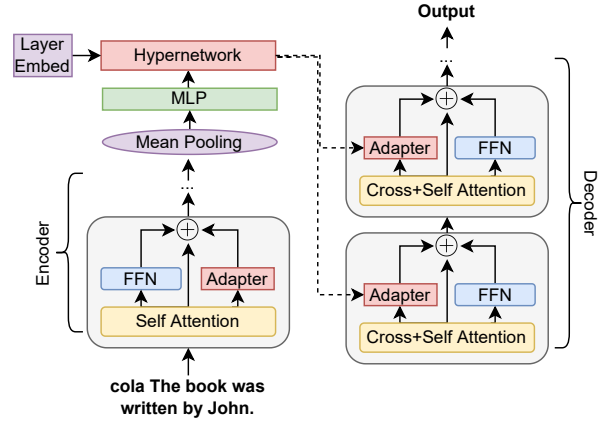 Output
Layer
Embed
Hypernetwork
...
MLP
Mean Pooling
...
Encoder
FFN
Adapter
Self Attention
cola The book was
written by John.
...
Adapter
FFN
Cross+Self Attention
Adapter
FFN
Cross+Self Attention
Decoder